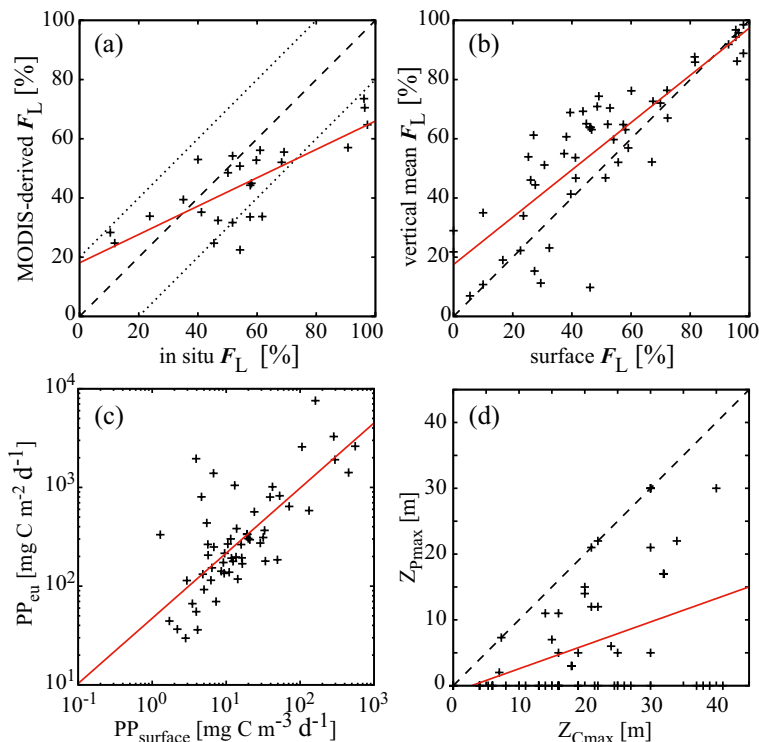 (a)
MODIS-derived F_L [%]
100
80
60
40
20
0
0 20 40 60 80 100
in situ F_L [%]
(b)
vertical mean F_L [%]
100
80
60
40
20
0
0 20 40 60 80 100
surface F_L [%]
(c)
PP_eu [mg C m^-2 d^-1]
10^4
10^3
10^2
10^1
10^-1 10^0 10^1 10^2 10^3
PP_surface [mg C m^-3 d^-1]
(d)
Z_Pmax [m]
40
30
20
10
0
0 10 20 30 40
Z_Cmax [m]